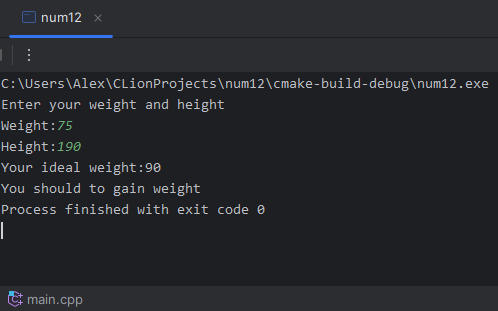 num12
C:\Users\Alex\CLionProjects\num12\cmake-build-debug\num12.exe
Enter your weight and height
Weight:75
Height:190
Your ideal weight:90
You should to gain weight
Process finished with exit code 0
main.cpp